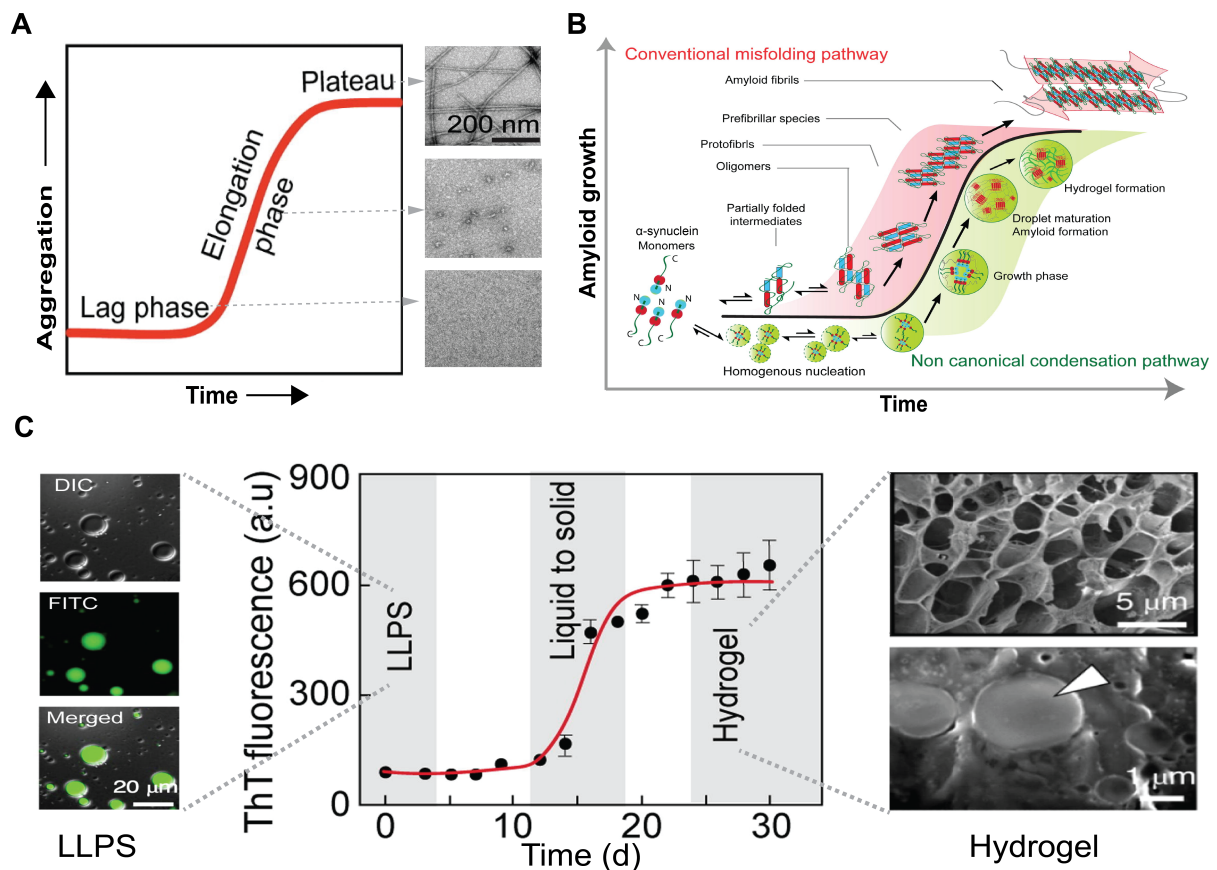 A
Aggregation
Time
Lag phase
Elongation
phase
Plateau
200 nm
B
Conventional misfolding pathway
Amyloid fibrils
Prefibrillar species
Protofibrils
Oligomers
Partially folded
intermediates
α-synuclein
Monomers
C
N
N
N
N
C
C
C
Homogenous nucleation
Hydrogel formation
Droplet maturation
Amyloid formation
Growth phase
Non canonical condensation pathway
Amyloid growth
Time
C
DIC
FITC
Merged
20 μm
LLPS
ThT fluorescence (a.u)
900
600
300
0
LLPS
Liquid to solid
Hydrogel
0
10
20
30
Time (d)
5 μm
1 μm
Hydrogel